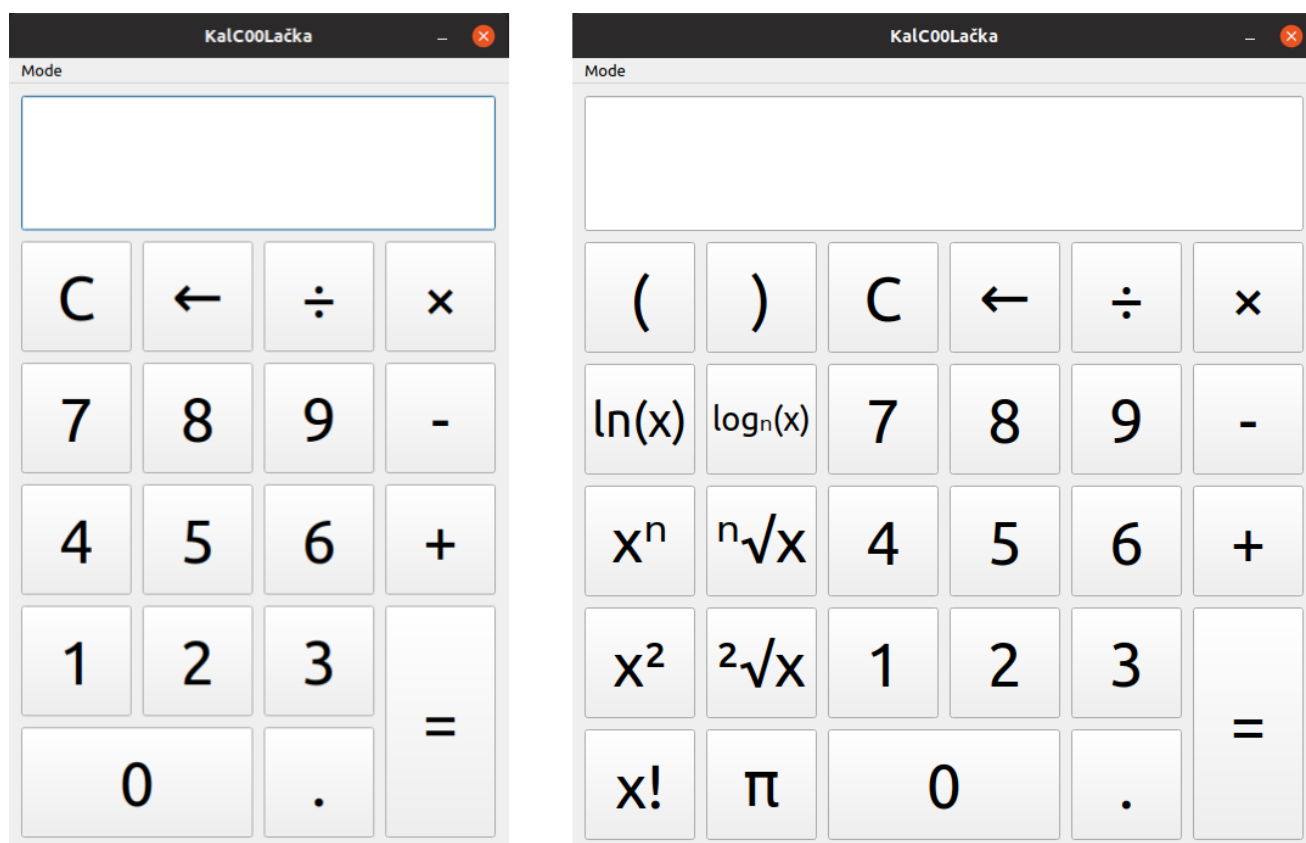 KalC00Lačka
Mode
C ← ÷ ×
7 8 9 -
4 5 6 +
1 2 3
=
0 .
KalC00Lačka
Mode
( ) C ← ÷ ×
ln(x) logₙ(x) 7 8 9 -
xⁿ ⁿ√x 4 5 6 +
x² ²√x 1 2 3
=
x! π 0 .